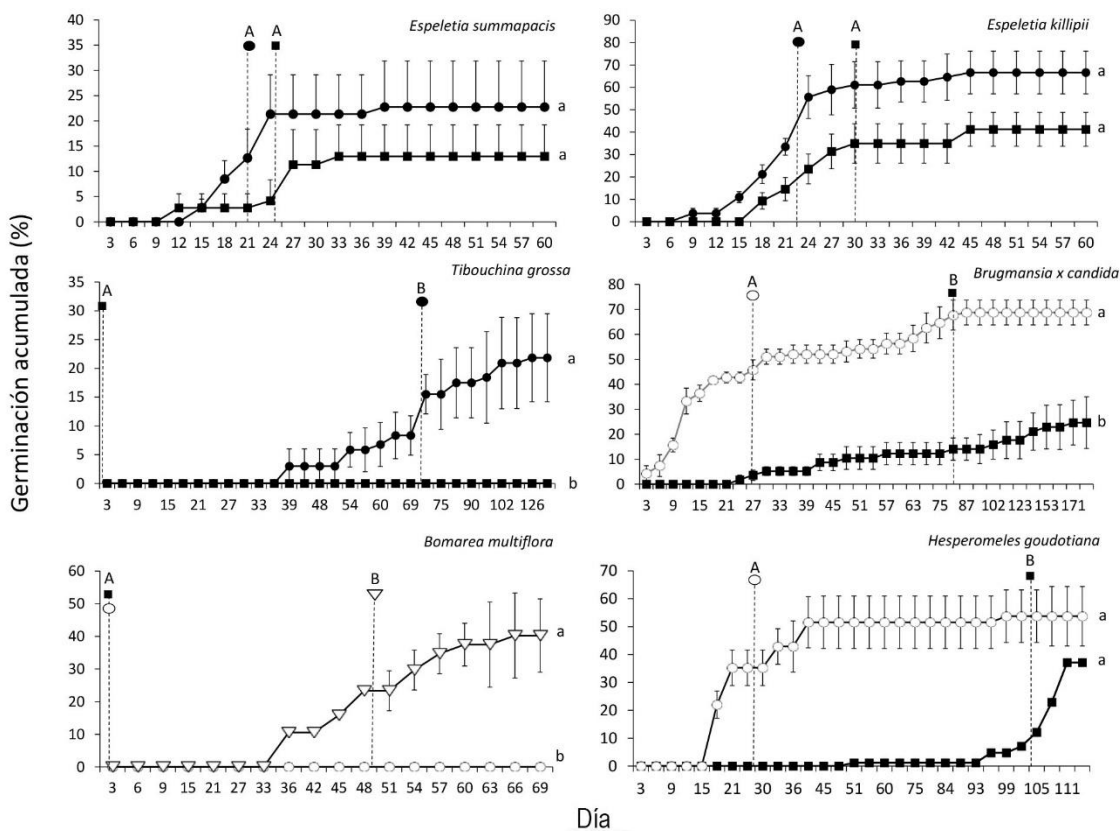 Germinación acumulada (%)
Espeletia summapacis
40
35
30
25
20
15
10
5
0
A
A
a
a
3 6 9 12 15 18 21 24 27 30 33 36 39 42 45 48 51 54 57 60
Espeletia killipii
90
80
70
60
50
40
30
20
10
0
A
A
a
a
3 6 9 12 15 18 21 24 27 30 33 36 39 42 45 48 51 54 57 60
Tibouchina grossa
35
30
25
20
15
10
5
0
A
B
a
b
3 9 15 21 27 33 39 48 60 69 75 90 102 126
Brugmansia x candida
80
70
60
50
40
30
20
10
0
A
B
a
b
3 9 15 21 27 33 39 45 51 57 63 75 87 102 123 153 171
Bomarea multiflora
60
50
40
30
20
10
0
A
B
a
b
3 6 9 15 21 27 33 36 42 45 48 51 54 57 60 63 66 69
Hesperomeles goudotiana
70
60
50
40
30
20
10
0
A
B
a
a
3 9 15 21 30 36 42 48 54 60 66 75 84 93 99 105 111
Día